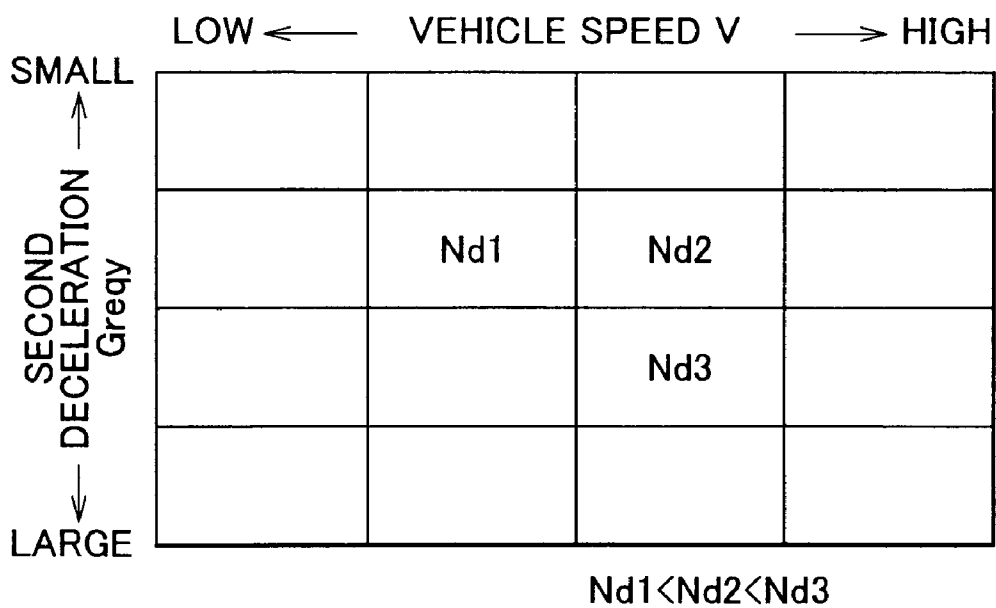 LOW ← VEHICLE SPEED V → HIGH
SMALL
SECOND
DECELERATION
Greqy
LARGE
Nd1 Nd2
Nd3
Nd1<Nd2<Nd3